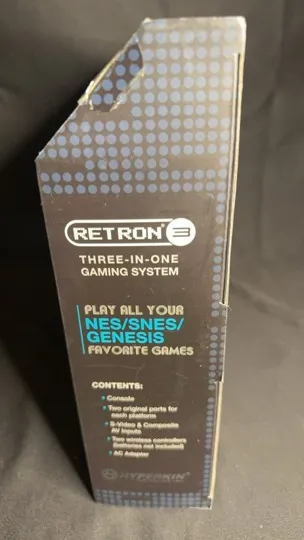 RETRON 3
THREE-IN-ONE
GAMING SYSTEM
PLAY ALL YOUR
NES/SNES/
GENESIS
FAVORITE GAMES
CONTENTS:
• Console
• Two original ports for
each platform
• S-Video & Composite
AV Inputs
• Two wireless controllers
(batteries not included)
• AC Adapter
HYPERKIN